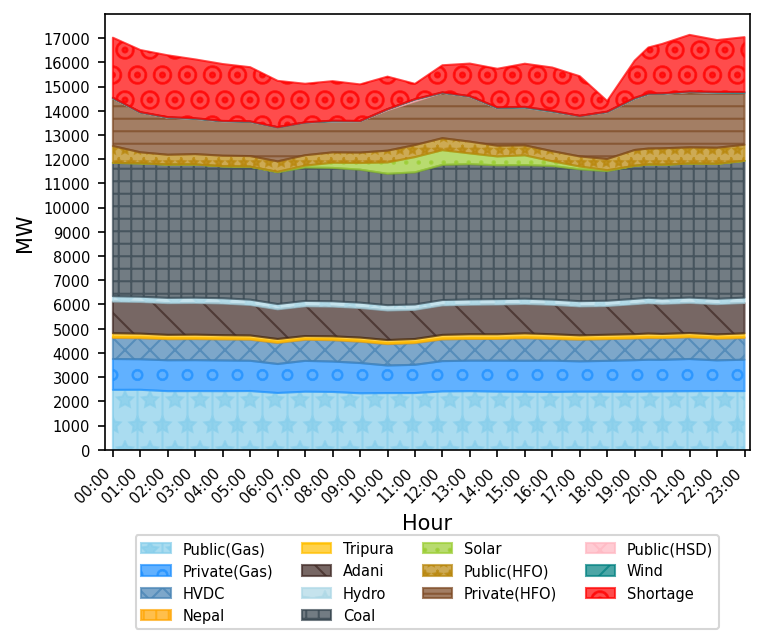 17000
16000
15000
14000
13000
12000
11000
10000
9000
8000
7000
6000
5000
4000
3000
2000
1000
0
MW
00:00 01:00 02:00 03:00 04:00 05:00 06:00 07:00 08:00 09:00 10:00 11:00 12:00 13:00 14:00 15:00 16:00 17:00 18:00 19:00 20:00 21:00 22:00 23:00
Hour
Public(Gas) Tripura Solar Public(HSD)
Private(Gas) Adani Public(HFO) Wind
HVDC Hydro Private(HFO) Shortage
Nepal Coal